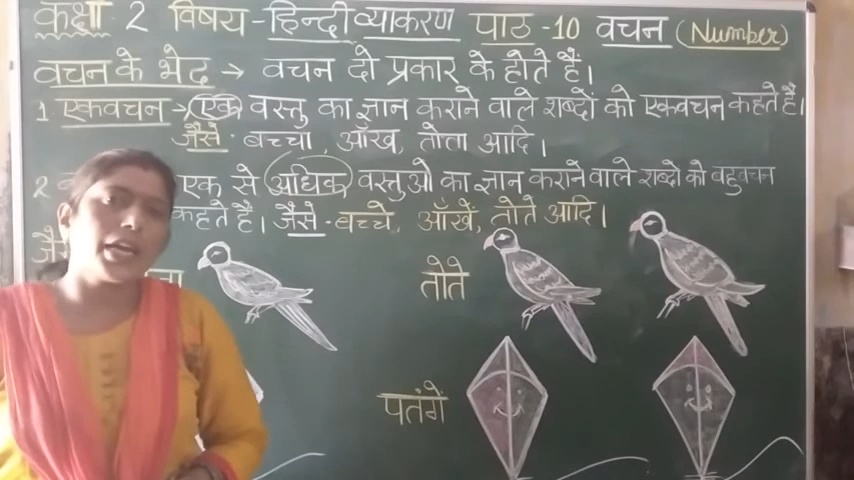 कक्षा 2 विषय-हिन्दी व्याकरण पाठ-10 वचन (Number)
वचन के भेद → वचन दो प्रकार के होते हैं।
1 एकवचन → एक वस्तु का ज्ञान कराने वाले शब्दों को एकवचन कहते हैं।
जैसे- बच्चा, आँख, तोता आदि।
2 एक से अधिक वस्तुओ का ज्ञान कराने वाले शब्दो को बहुवचन
कहते है। जैसे- बच्चे, आँखें, तोते आदि।
तोते
पतंगें